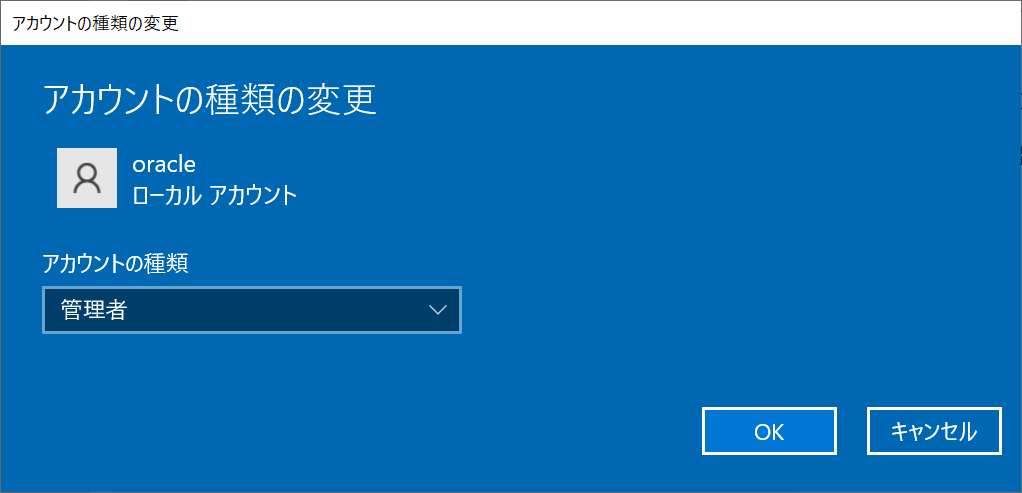 アカウントの種類の変更
アカウントの種類の変更
oracle
ローカル アカウント
アカウントの種類
管理者
OK
キャンセル